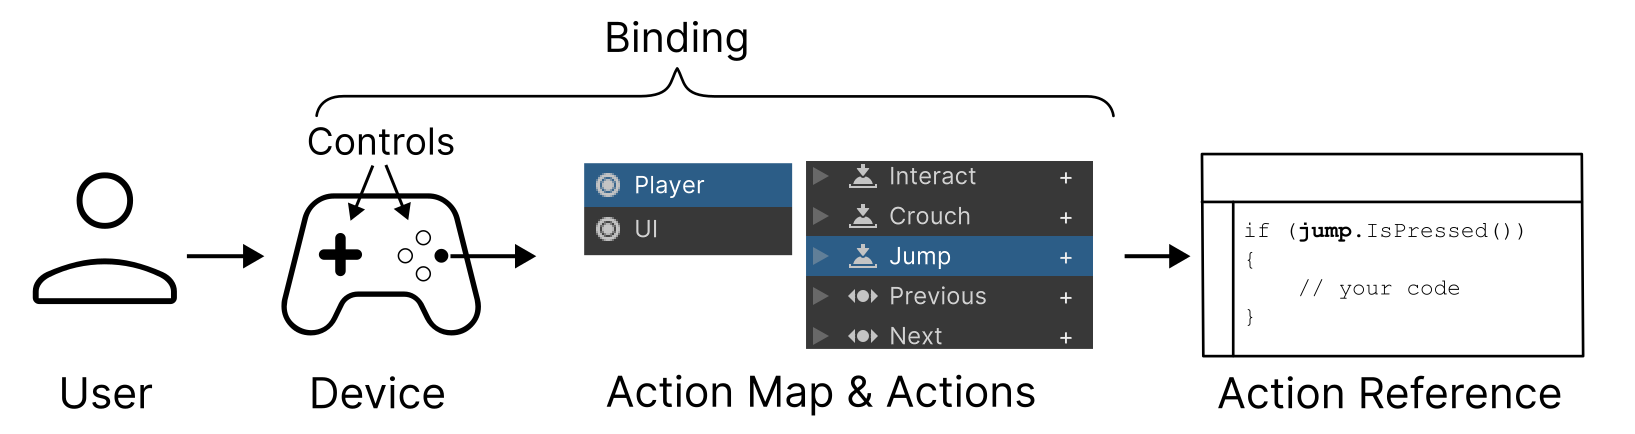 Binding
Controls
Player
UI
Interact +
Crouch +
Jump +
Previous +
Next +
if (jump.IsPressed())
{
// your code
}
User
Device
Action Map & Actions
Action Reference